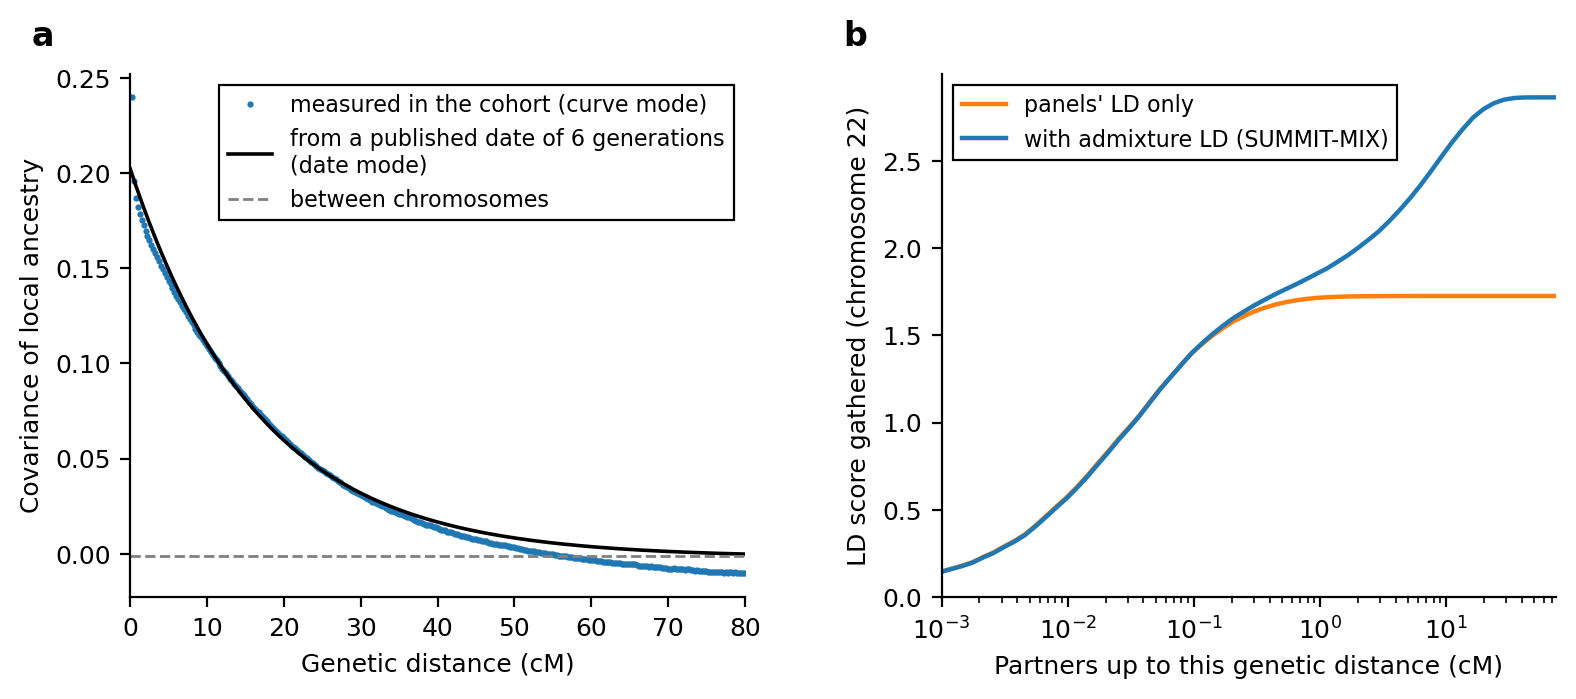 a
0.25
0.20
0.15
0.10
0.05
0.00
Covariance of local ancestry
measured in the cohort (curve mode)
from a published date of 6 generations
(date mode)
between chromosomes
0 10 20 30 40 50 60 70 80
Genetic distance (cM)
b
2.5
2.0
1.5
1.0
0.5
0.0
LD score gathered (chromosome 22)
panels' LD only
with admixture LD (SUMMIT-MIX)
10⁻³ 10⁻² 10⁻¹ 10⁰ 10¹
Partners up to this genetic distance (cM)